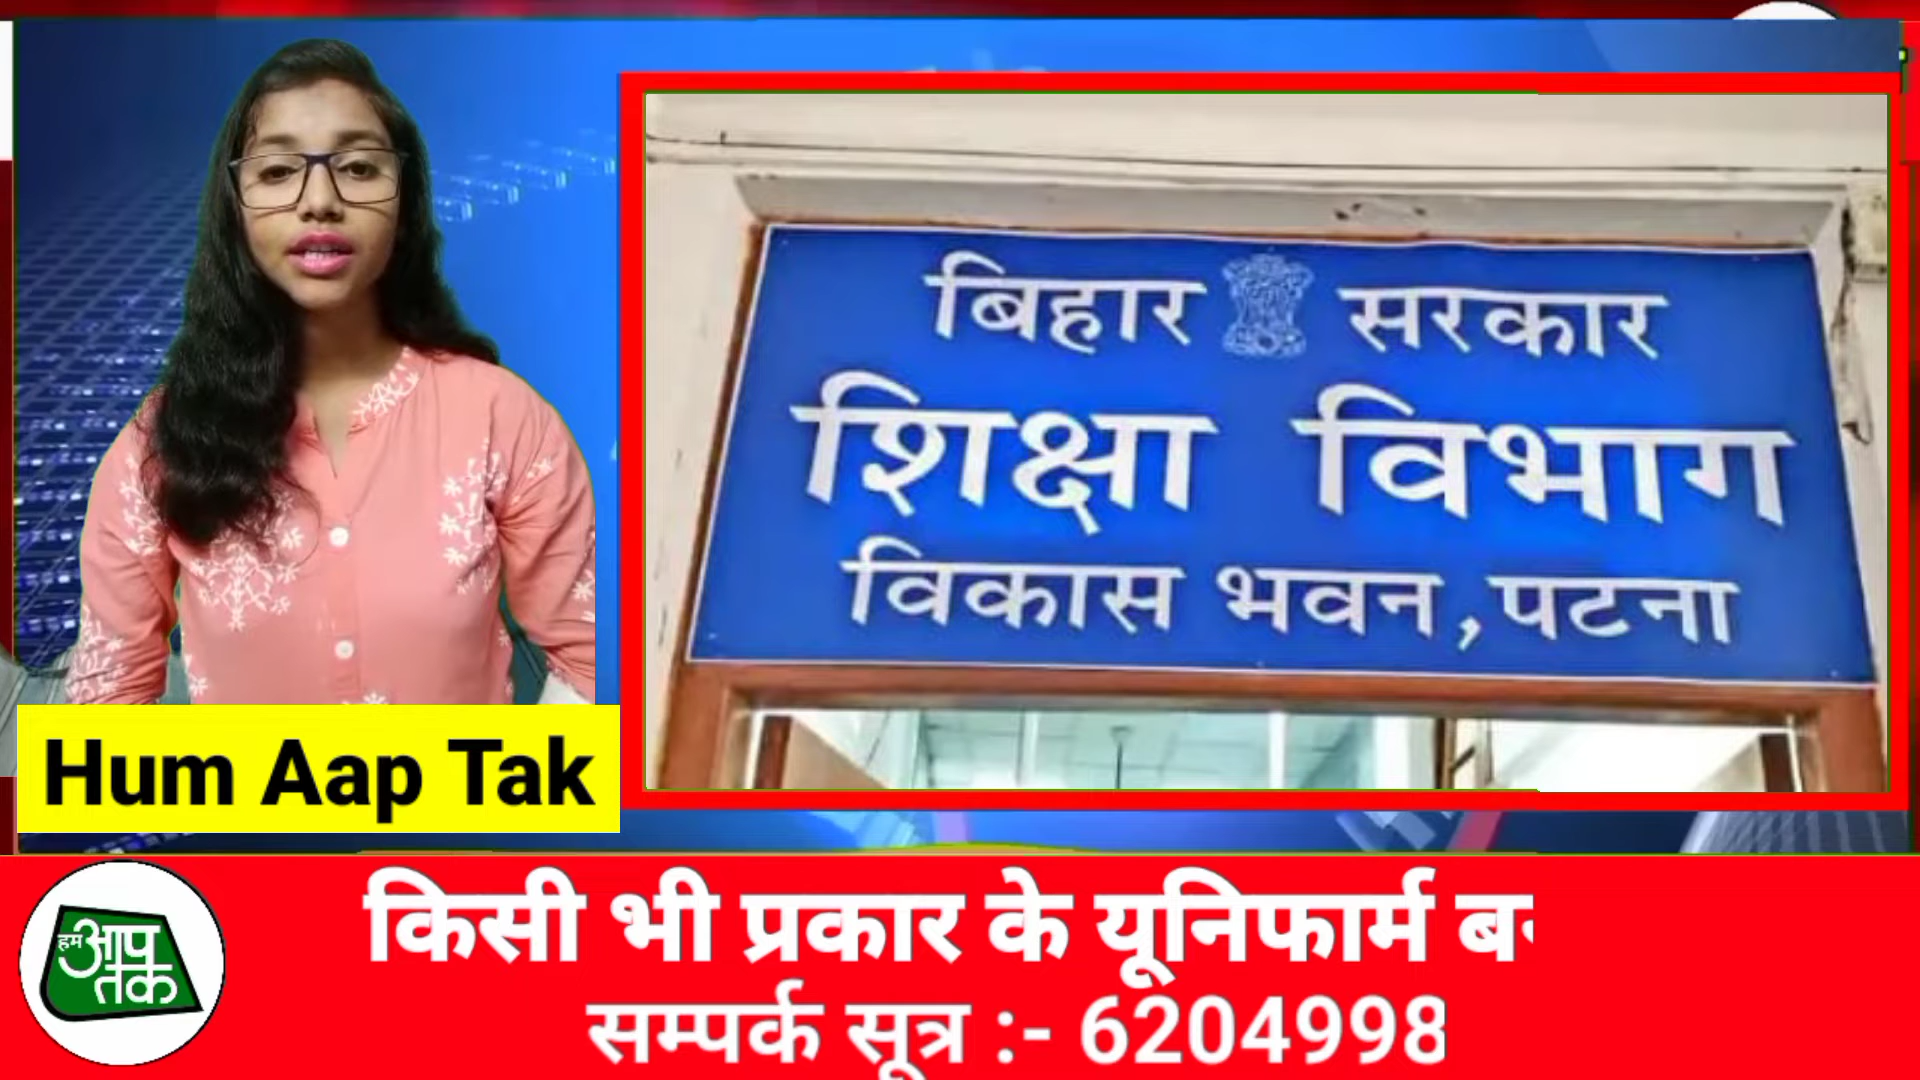 बिहार सरकार
शिक्षा विभाग
विकास भवन, पटना
Hum Aap Tak
हम
आप
तक
किसी भी प्रकार के यूनिफार्म
सम्पर्क सूत्र :- 6204998